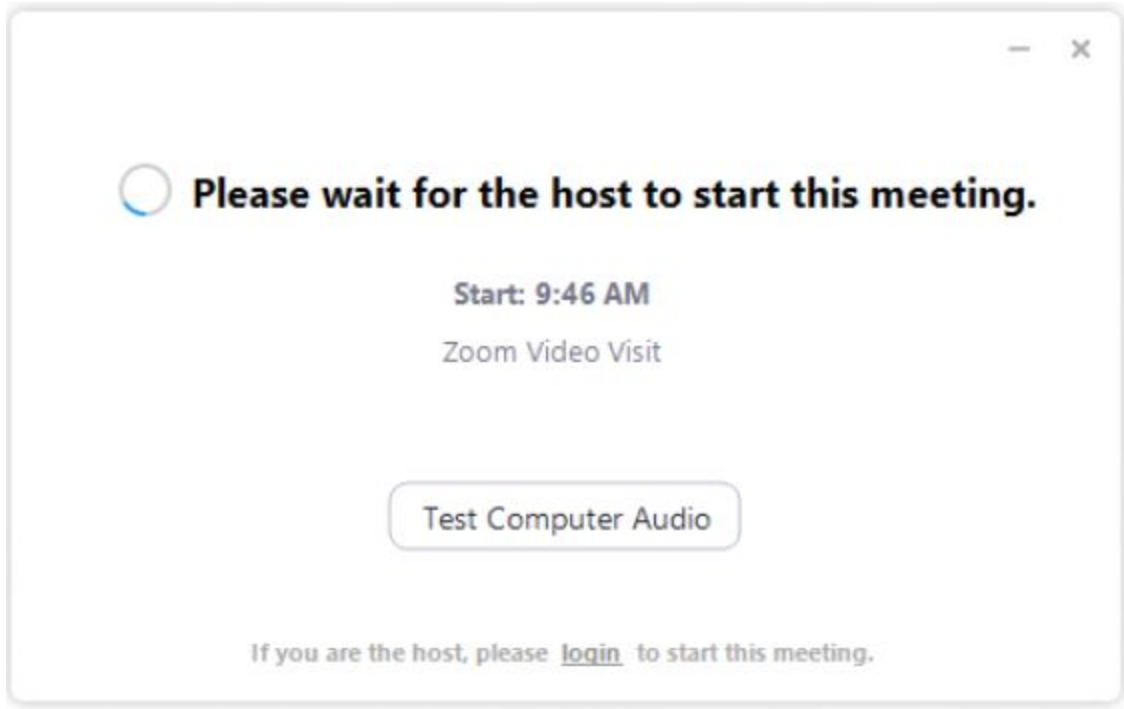 Please wait for the host to start this meeting.
Start: 9:46 AM
Zoom Video Visit
Test Computer Audio
If you are the host, please login to start this meeting.